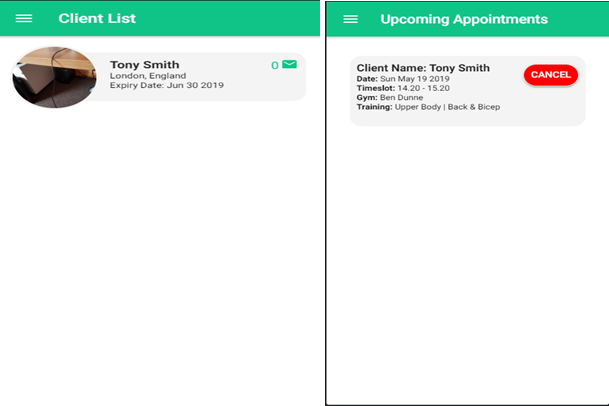 Client List
Tony Smith
0
London, England
Expiry Date: Jun 30 2019
Upcoming Appointments
Client Name: Tony Smith
CANCEL
Date: Sun May 19 2019
Timeslot: 14.20 - 15.20
Gym: Ben Dunne
Training: Upper Body | Back & Bicep